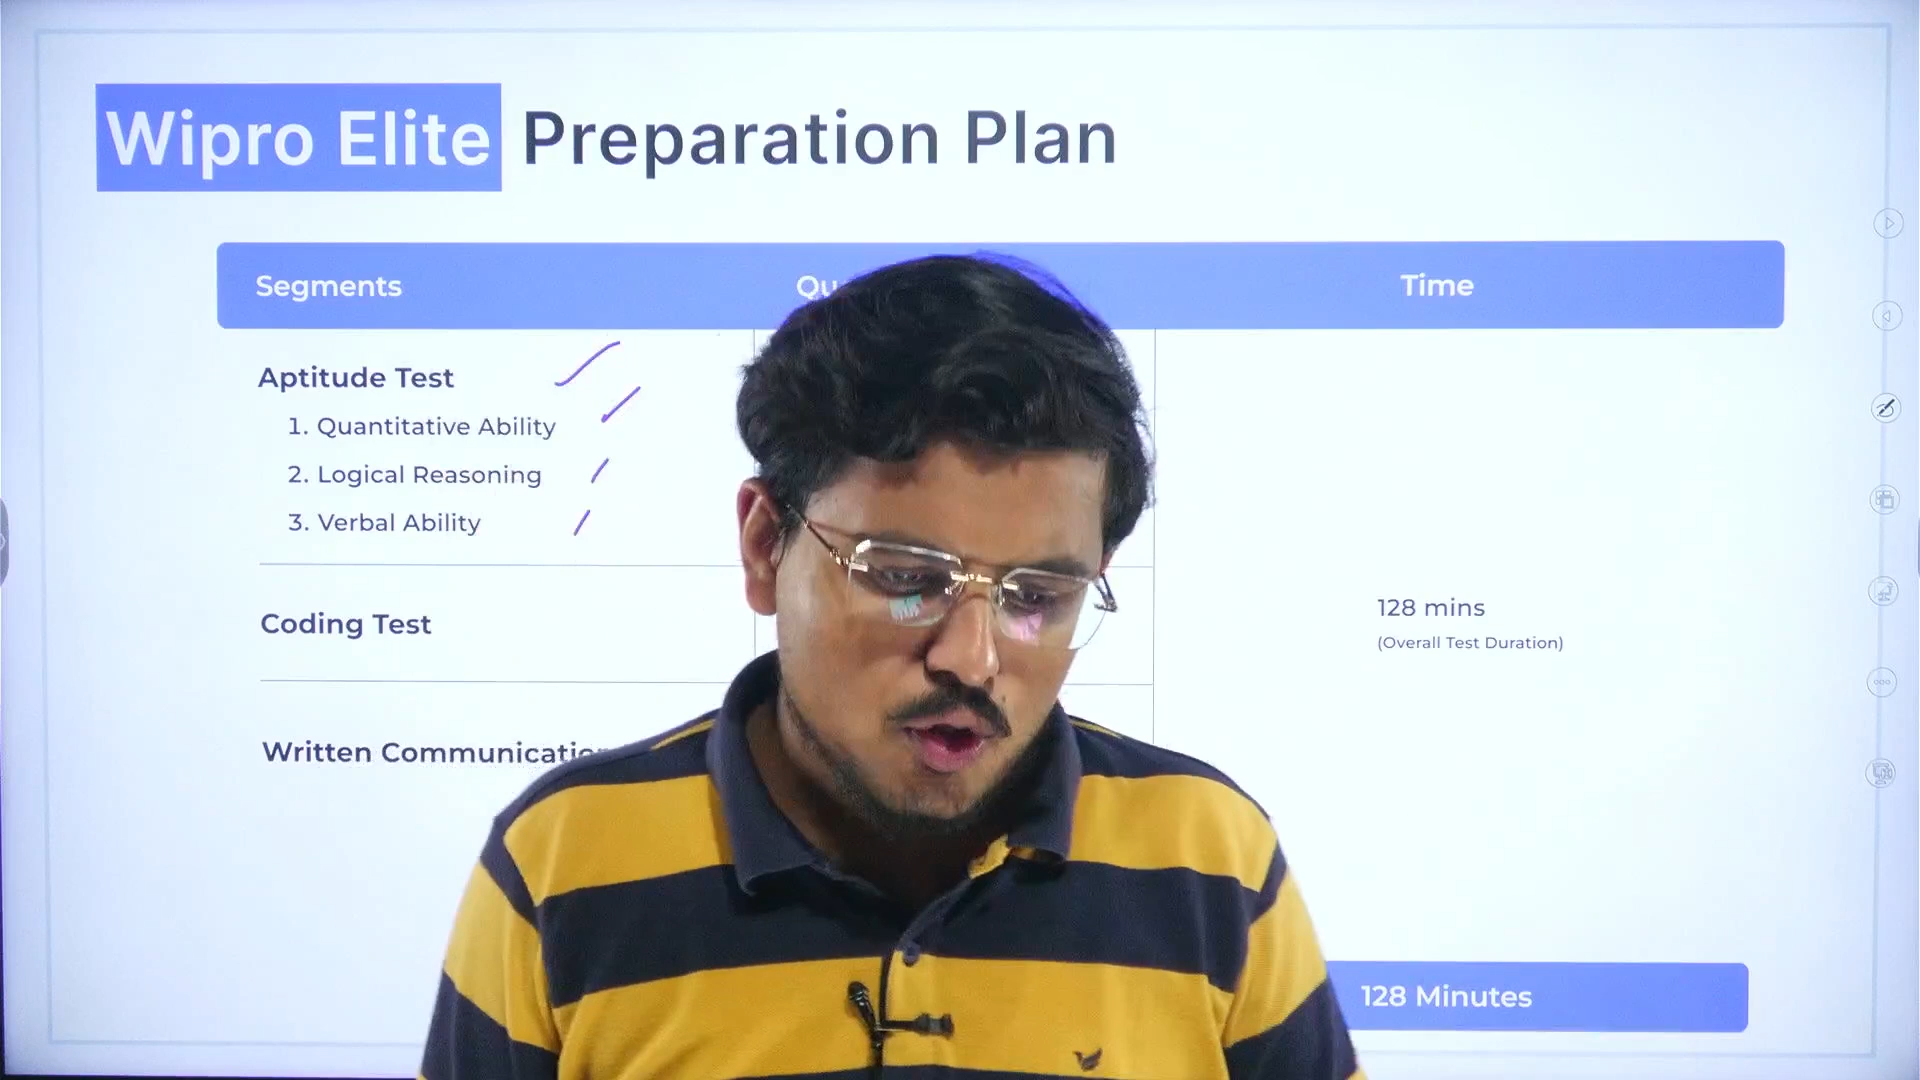 Wipro Elite Preparation Plan
Segments
Time
Aptitude Test
1. Quantitative Ability
2. Logical Reasoning
3. Verbal Ability
Coding Test
128 mins
(Overall Test Duration)
Written
128 Minutes